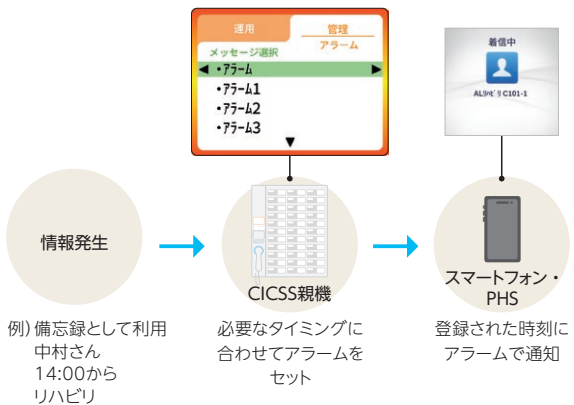 運用 管理
メッセージ選択 アラーム
◀ ・アラーム ▶
・アラーム1
・アラーム2
・アラーム3
▼
着信中
ALリハビリC101-1
情報発生
CICSS親機
スマートフォン・
PHS
例)備忘録として利用
中村さん
14:00から
リハビリ
必要なタイミングに
合わせてアラームを
セット
登録された時刻に
アラームで通知